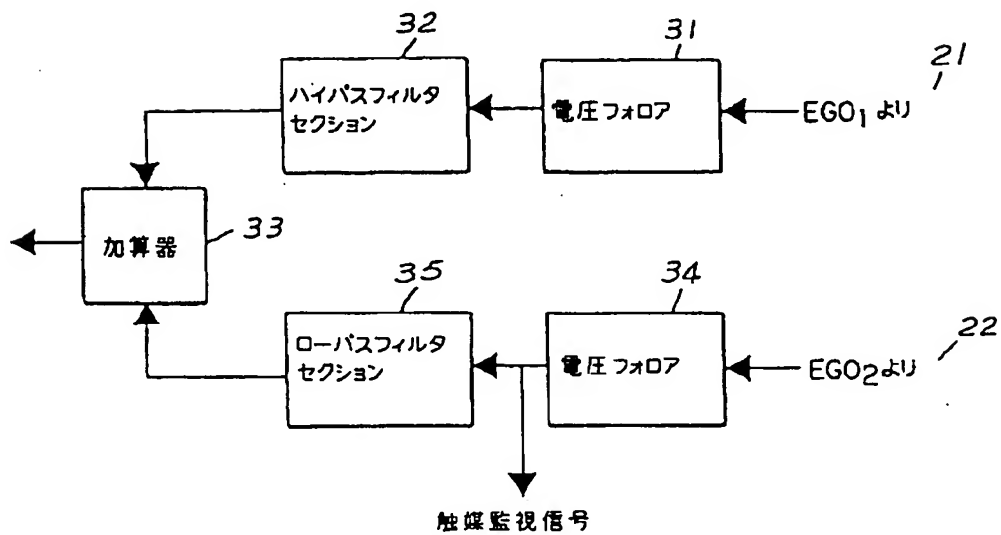 32
31
21
ハイパスフィルタ
セクション
電圧フォロア
EGO₁より
加算器
33
35
34
22
ローパスフィルタ
セクション
電圧フォロア
EGO₂より
触媒監視信号